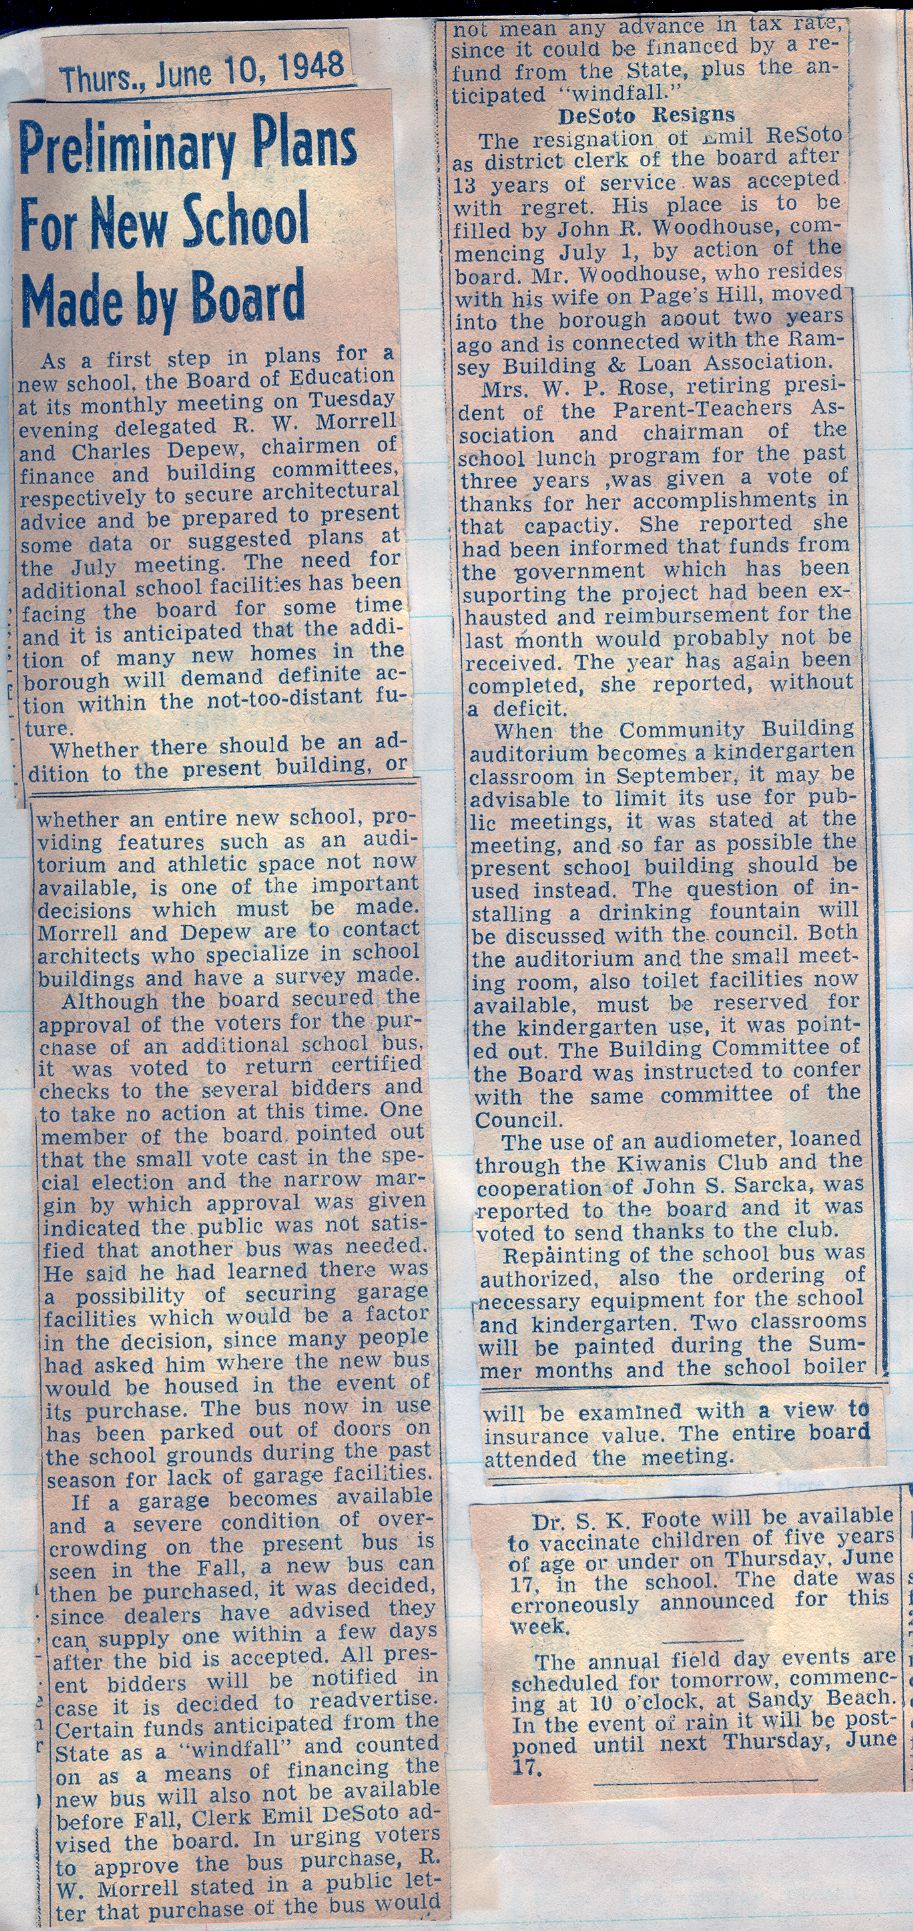 Thurs., June 10, 1948
Preliminary Plans
For New School
Made by Board
As a first step in plans for a
new school, the Board of Education
at its monthly meeting on Tuesday
evening delegated R. W. Morrell
and Charles Depew, chairmen of
finance and building committees,
respectively to secure architectural
advice and be prepared to present
some data or suggested plans at
the July meeting. The need for
additional school facilities has been
facing the board for some time
and it is anticipated that the addi-
tion of many new homes in the
borough will demand definite ac-
tion within the not-too-distant fu-
ture.
Whether there should be an ad-
dition to the present building, or
whether an entire new school, pro-
viding features such as an audi-
torium and athletic space not now
available, is one of the important
decisions which must be made.
Morrell and Depew are to contact
architects who specialize in school
buildings and have a survey made.
Although the board secured the
approval of the voters for the pur-
chase of an additional school bus,
it was voted to return certified
checks to the several bidders and
to take no action at this time. One
member of the board pointed out
that the small vote cast in the spe-
cial election and the narrow mar-
gin by which approval was given
indicated the public was not satis-
fied that another bus was needed.
He said he had learned there was
a possibility of securing garage
facilities which would be a factor
in the decision, since many people
had asked him where the new bus
would be housed in the event of
its purchase. The bus now in use
has been parked out of doors on
the school grounds during the past
season for lack of garage facilities.
If a garage becomes available
and a severe condition of over-
crowding on the present bus is
seen in the Fall, a new bus can
then be purchased, it was decided,
since dealers have advised they
can supply one within a few days
after the bid is accepted. All pres-
ent bidders will be notified in
case it is decided to readvertise.
Certain funds anticipated from the
State as a "windfall" and counted
on as a means of financing the
new bus will also not be available
before Fall, Clerk Emil DeSoto ad-
vised the board. In urging voters
to approve the bus purchase, R.
W. Morrell stated in a public let-
ter that purchase of the bus would
not mean any advance in tax rate,
since it could be financed by a re-
fund from the State, plus the an-
ticipated "windfall."
DeSoto Resigns
The resignation of Emil ReSoto
as district clerk of the board after
13 years of service was accepted
with regret. His place is to be
filled by John R. Woodhouse, com-
mencing July 1, by action of the
board. Mr. Woodhouse, who resides
with his wife on Page's Hill, moved
into the borough about two years
ago and is connected with the Ram-
sey Building & Loan Association.
Mrs. W. P. Rose, retiring presi-
dent of the Parent-Teachers As-
sociation and chairman of the
school lunch program for the past
three years ,was given a vote of
thanks for her accomplishments in
that capactiy. She reported she
had been informed that funds from
the government which has been
suporting the project had been ex-
hausted and reimbursement for the
last month would probably not be
received. The year has again been
completed, she reported, without
a deficit.
When the Community Building
auditorium becomes a kindergarten
classroom in September, it may be
advisable to limit its use for pub-
lic meetings, it was stated at the
meeting, and so far as possible the
present school building should be
used instead. The question of in-
stalling a drinking fountain will
be discussed with the council. Both
the auditorium and the small meet-
ing room, also toilet facilities now
available, must be reserved for
the kindergarten use, it was point-
ed out. The Building Committee of
the Board was instructed to confer
with the same committee of the
Council.
The use of an audiometer, loaned
through the Kiwanis Club and the
cooperation of John S. Sarcka, was
reported to the board and it was
voted to send thanks to the club.
Repainting of the school bus was
authorized, also the ordering of
necessary equipment for the school
and kindergarten. Two classrooms
will be painted during the Sum-
mer months and the school boiler
will be examined with a view to
insurance value. The entire board
attended the meeting.
Dr. S. K. Foote will be available
to vaccinate children of five years
of age or under on Thursday, June
17, in the school. The date was
erroneously announced for this
week.
The annual field day events are
scheduled for tomorrow, commenc-
ing at 10 o'clock, at Sandy Beach.
In the event of rain it will be post-
poned until next Thursday, June
17.